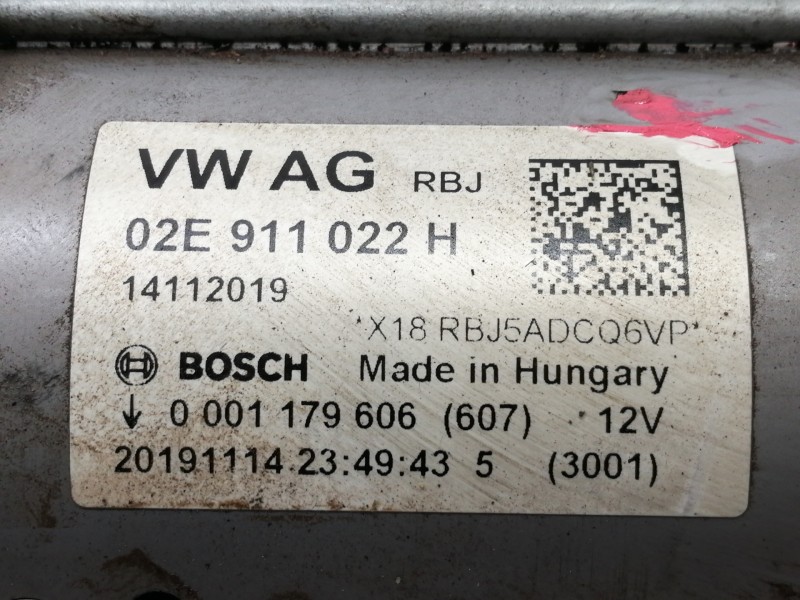 VW AG RBJ
02E 911 022 H
14112019
*X18 RBJ5ADCQ6VP*
BOSCH Made in Hungary
↓ 0 001 179 606 (607) 12V
20191114 23:49:43 5 (3001)